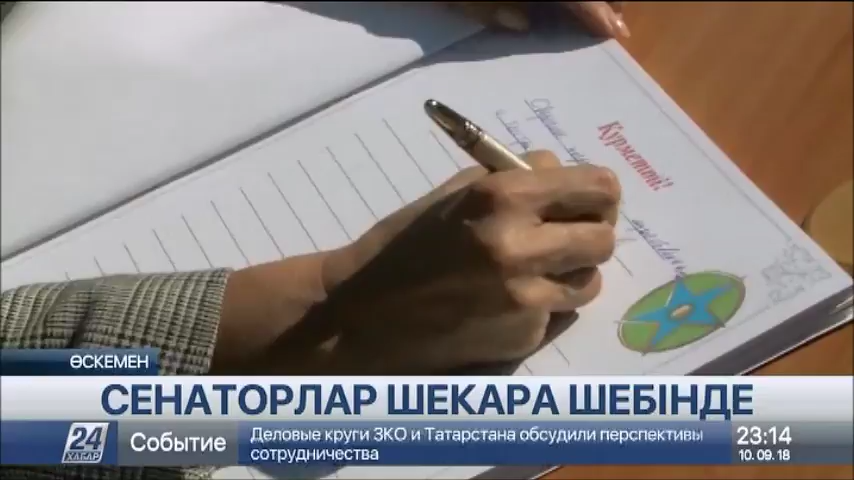 Құрметті!
ӨСКЕМЕН
СЕНАТОРЛАР ШЕКАРА ШЕБІНДЕ
24
ХАБАР
Событие
Деловые круги ЗКО и Татарстана обсудили перспективы
сотрудничества
23:14
10.09.18